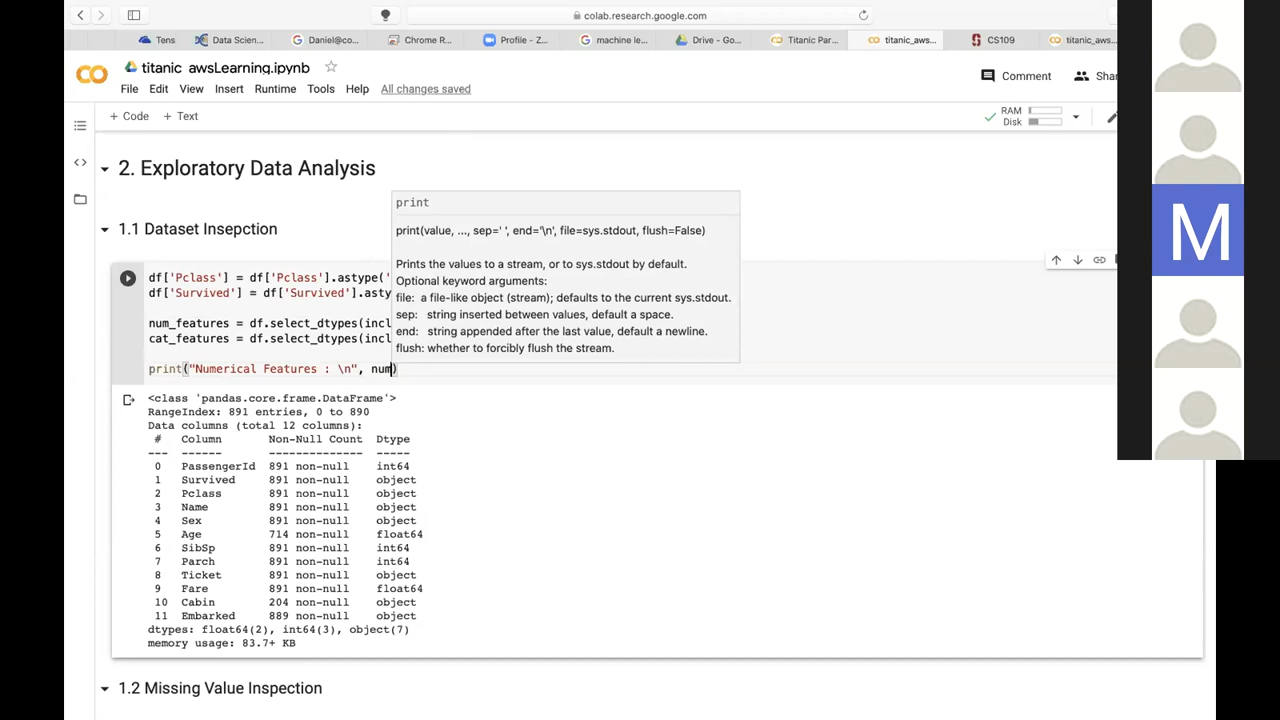 colab.research.google.com
Tens
Data Scien...
Daniel@co...
Chrome R...
Profile - Z...
machine le...
Drive - Go...
Titanic Par...
titanic_aws...
CS109
titanic_aws...
titanic_awsLearning.ipynb
File Edit View Insert Runtime Tools Help All changes saved
Comment
Shar
+ Code + Text
RAM
Disk
2. Exploratory Data Analysis
1.1 Dataset Insepction
df['Pclass'] = df['Pclass'].astype('
df['Survived'] = df['Survived'].asty
num_features = df.select_dtypes(incl
cat_features = df.select_dtypes(incl
print("Numerical Features : \n", num)
print
print(value, ..., sep=' ', end='\n', file=sys.stdout, flush=False)
Prints the values to a stream, or to sys.stdout by default.
Optional keyword arguments:
file: a file-like object (stream); defaults to the current sys.stdout.
sep: string inserted between values, default a space.
end: string appended after the last value, default a newline.
flush: whether to forcibly flush the stream.
<class 'pandas.core.frame.DataFrame'>
RangeIndex: 891 entries, 0 to 890
Data columns (total 12 columns):
# Column Non-Null Count Dtype
--- ------ -------------- -----
0 PassengerId 891 non-null int64
1 Survived 891 non-null object
2 Pclass 891 non-null object
3 Name 891 non-null object
4 Sex 891 non-null object
5 Age 714 non-null float64
6 SibSp 891 non-null int64
7 Parch 891 non-null int64
8 Ticket 891 non-null object
9 Fare 891 non-null float64
10 Cabin 204 non-null object
11 Embarked 889 non-null object
dtypes: float64(2), int64(3), object(7)
memory usage: 83.7+ KB
1.2 Missing Value Inspection
M